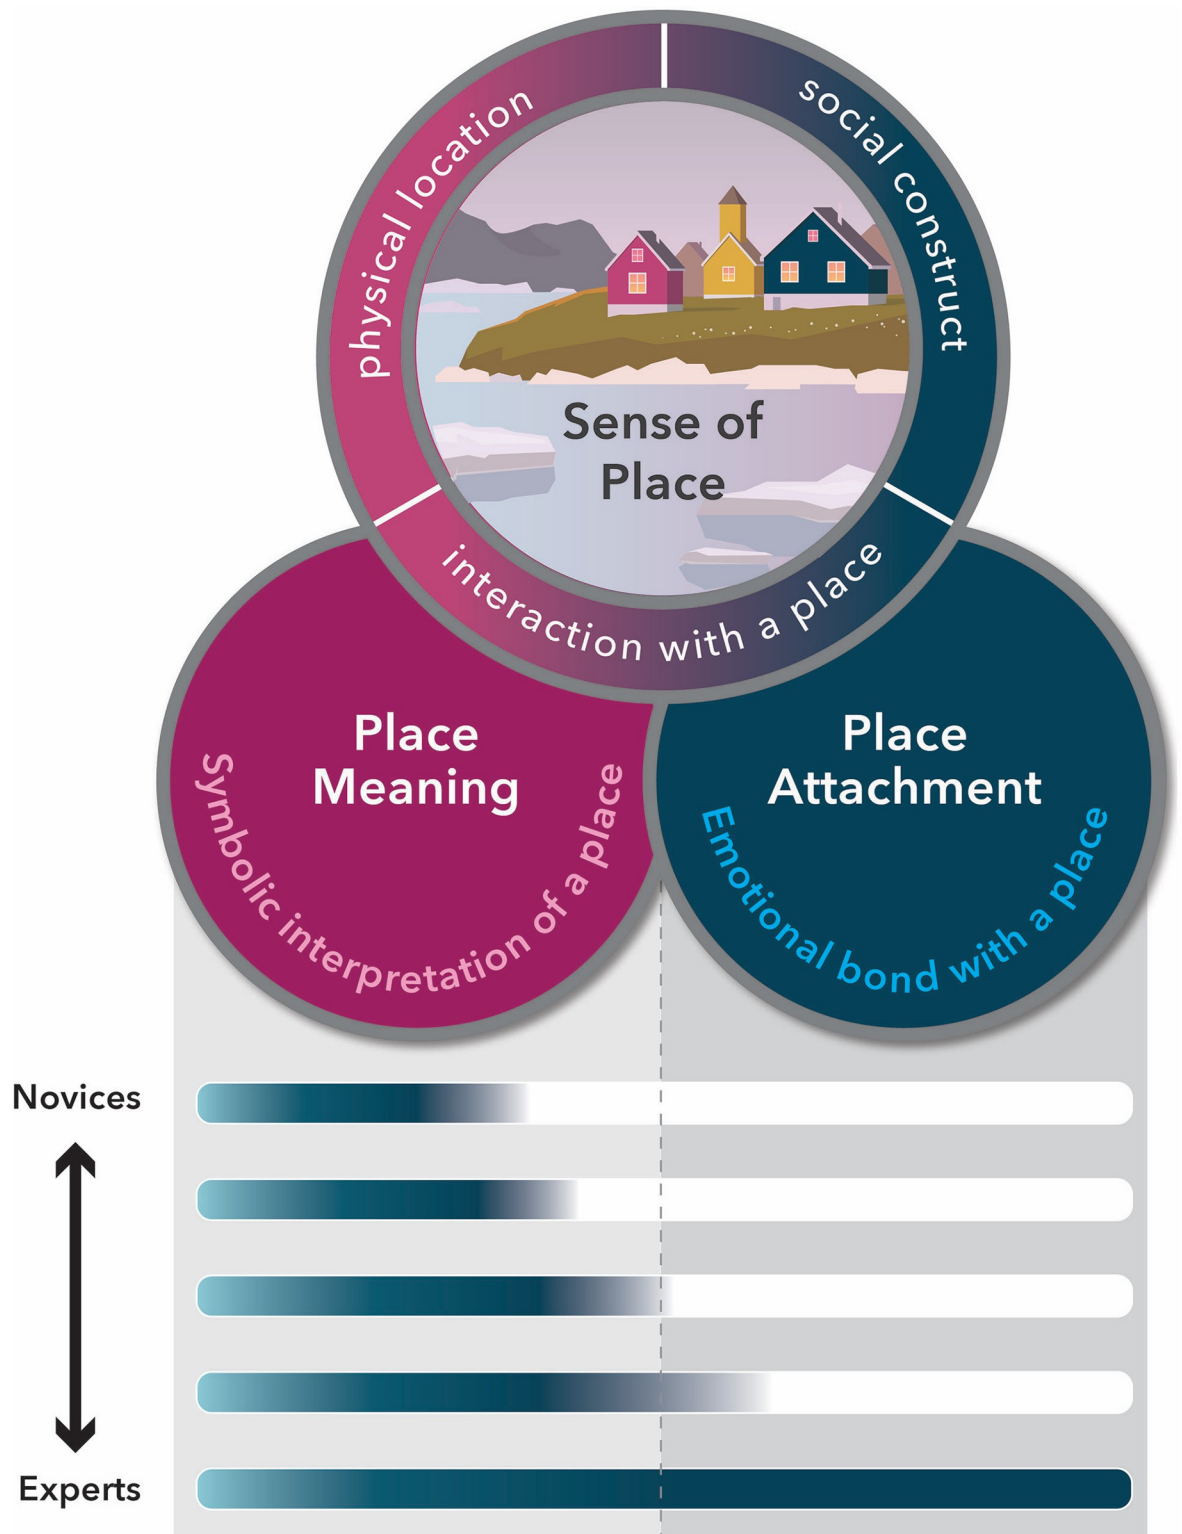 physical location
social construct
Sense of
Place
interaction with a place
Place
Meaning
Symbolic interpretation of a place
Place
Attachment
Emotional bond with a place
Novices
Experts